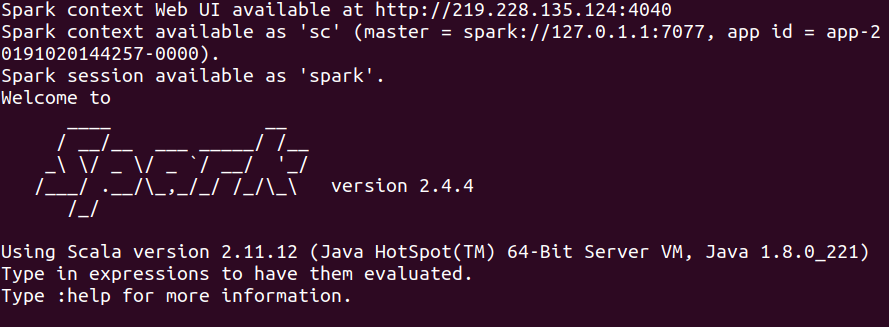 Spark context Web UI available at http://219.228.135.124:4040
Spark context available as 'sc' (master = spark://127.0.1.1:7077, app id = app-2
0191020144257-0000).
Spark session available as 'spark'.
Welcome to
      ____              __
     / __/__  ___ _____/ /__
    _\ \/ _ \/ _ `/ __/  '_/
   /___/ .__/\_,_/_/ /_/\_\   version 2.4.4
      /_/
Using Scala version 2.11.12 (Java HotSpot(TM) 64-Bit Server VM, Java 1.8.0_221)
Type in expressions to have them evaluated.
Type :help for more information.